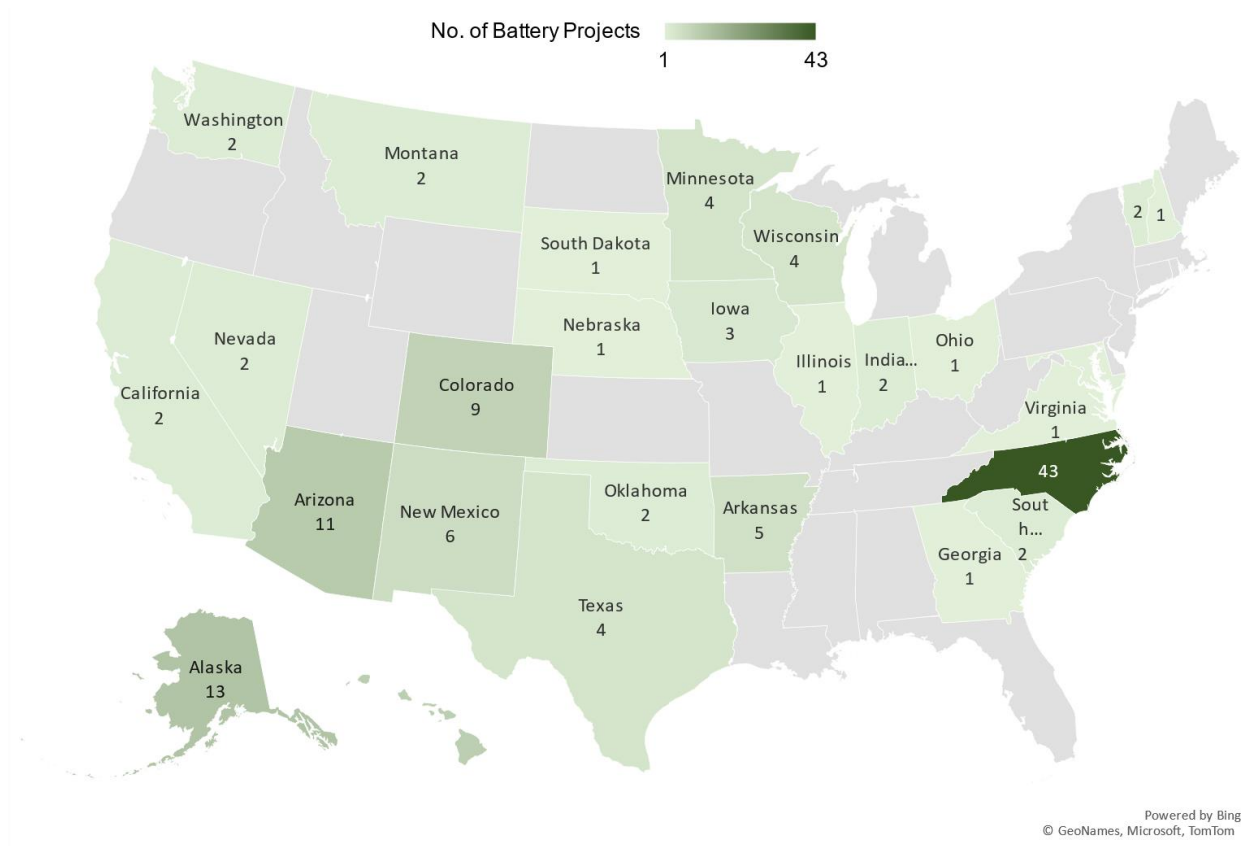 No. of Battery Projects
1
43
Washington
2
Montana
2
Minnesota
4
2
1
South Dakota
1
Wisconsin
4
Nebraska
1
Iowa
3
Nevada
2
Illinois
1
India...
2
Ohio
1
California
2
Colorado
9
Virginia
1
43
Arizona
11
New Mexico
6
Oklahoma
2
Arkansas
5
Sout
h...
2
Georgia
1
Texas
4
Alaska
13
Powered by Bing
© GeoNames, Microsoft, TomTom